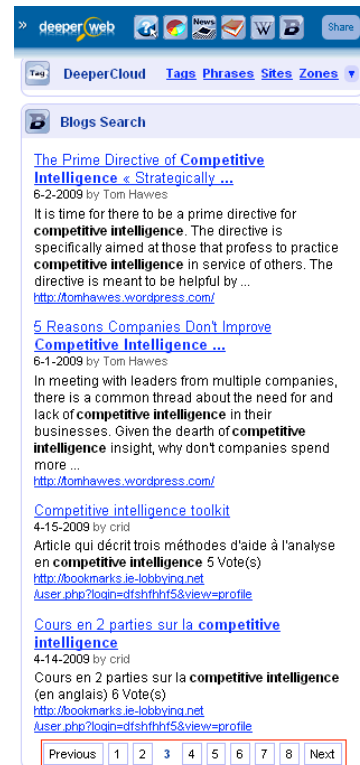 » deeper web News W B Share
Tag DeeperCloud Tags Phrases Sites Zones
B Blogs Search
The Prime Directive of Competitive
Intelligence « Strategically ...
6-2-2009 by Tom Hawes
It is time for there to be a prime directive for
competitive intelligence. The directive is
specifically aimed at those that profess to practice
competitive intelligence in service of others. The
directive is meant to be helpful by ...
http://tomhawes.wordpress.com/
5 Reasons Companies Don't Improve
Competitive Intelligence ...
6-1-2009 by Tom Hawes
In meeting with leaders from multiple companies,
there is a common thread about the need for and
lack of competitive intelligence in their
businesses. Given the dearth of competitive
intelligence insight, why don't companies spend
more ...
http://tomhawes.wordpress.com/
Competitive intelligence toolkit
4-15-2009 by crid
Article qui décrit trois méthodes d'aide à l'analyse
en competitive intelligence 5 Vote(s)
http://bookmarks.ie-lobbying.net
/user.php?login=dfshfhhf5&view=profile
Cours en 2 parties sur la competitive
intelligence
4-14-2009 by crid
Cours en 2 parties sur la competitive intelligence
(en anglais) 6 Vote(s)
http://bookmarks.ie-lobbying.net
/user.php?login=dfshfhhf5&view=profile
Previous 1 2 3 4 5 6 7 8 Next